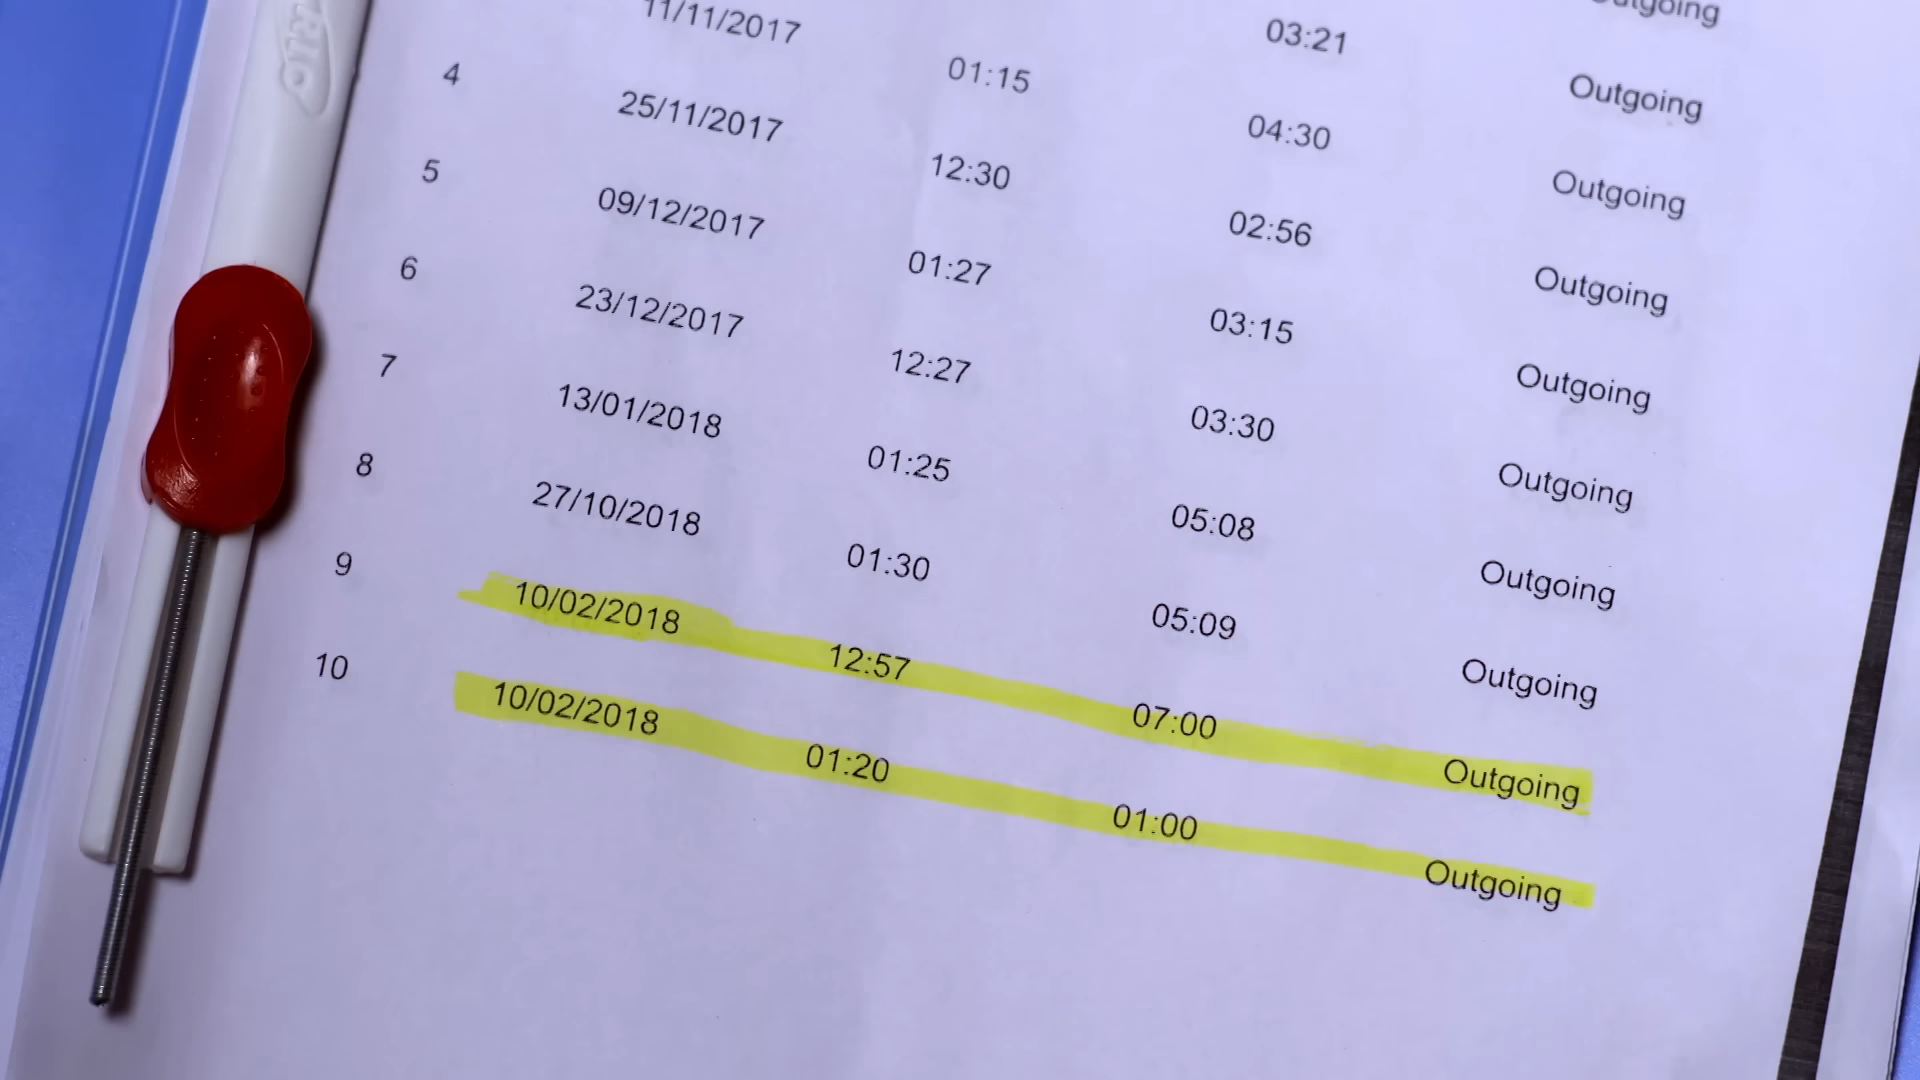 03:21 Outgoing
11/11/2017 01:15 04:30 Outgoing
4 25/11/2017 12:30 02:56 Outgoing
5 09/12/2017 01:27 03:15 Outgoing
6 23/12/2017 12:27 03:30 Outgoing
7 13/01/2018 01:25 05:08 Outgoing
8 27/10/2018 01:30 05:09 Outgoing
9 10/02/2018 12:57 07:00 Outgoing
10 10/02/2018 01:20 01:00 Outgoing